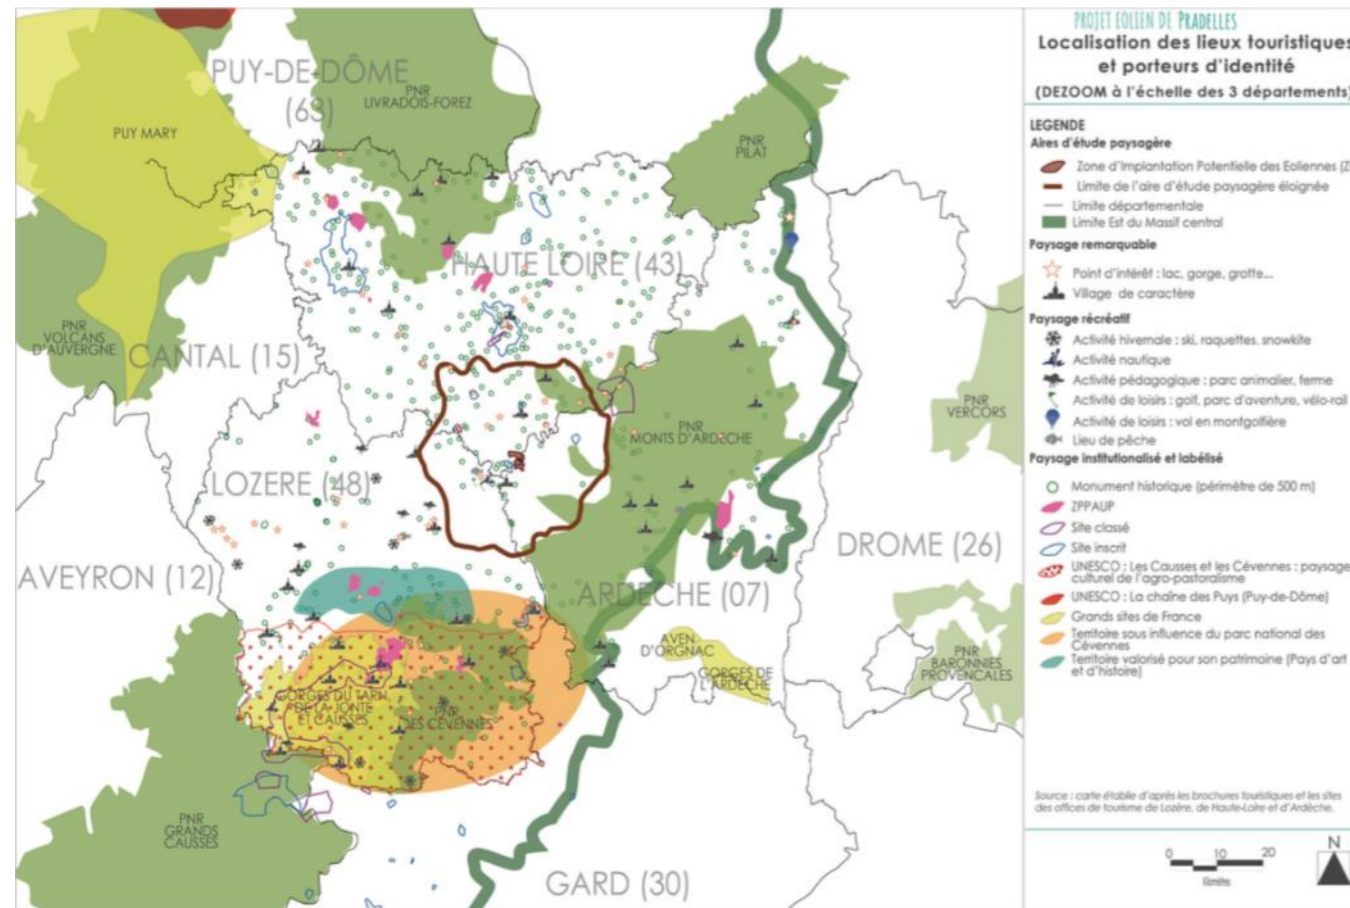 PUY-DE-DÔME
(63)
PNR
LIVRADOIS-FOREZ
PUY MARY
PNR
PILAT
HAUTE LOIRE (43)
PNR
VOLCANS
D'AUVERGNE
CANTAL (15)
PNR
MONTS D'ARDECHE
PNR
VERCORS
LOZERE (48)
DROME (26)
AVEYRON (12)
ARDECHE (07)
AVEN
D'ORGNAC
GORGES DE
L'ARDECHE
PNR
BARONNIES
PROVENCALES
GORGES DU TARN,
DE LA JONTE
ET CAUSSES
PNR
DES CÉVENNES
PNR
GRANDS
CAUSSES
GARD (30)
PROJET EOLIEN DE PRADELLES
Localisation des lieux touristiques
et porteurs d'identité
(DEZOOM à l'échelle des 3 départements)
LEGENDE
Aires d'étude paysagère
Zone d'Implantation Potentielle des Eoliennes (Z
Limite de l'aire d'étude paysagère éloignée
Limite départementale
Limite Est du Massif central
Paysage remarquable
Point d'intérêt : lac, gorge, grotte...
Village de caractère
Paysage récréatif
Activité hivernale : ski, raquettes, snowkite
Activité nautique
Activité pédagogique : parc animalier, ferme
Activité de loisirs : golf, parc d'aventure, vélo-rail
Activité de loisirs : vol en montgolfière
Lieu de pêche
Paysage institutionalisé et labélisé
Monument historique (périmètre de 500 m)
ZPPAUP
Site classé
Site inscrit
UNESCO : Les Causses et les Cévennes : paysage
culturel de l'agro-pastoralisme
UNESCO : La chaîne des Puys (Puy-de-Dôme)
Grands sites de France
Territoire sous influence du parc national des
Cévennes
Territoire valorisé pour son patrimoine (Pays d'art
et d'histoire)
Source : carte établie d'après les brochures touristiques et les sites
des offices de tourisme de Lozère, de Haute-Loire et d'Ardèche.
0 10 20
N